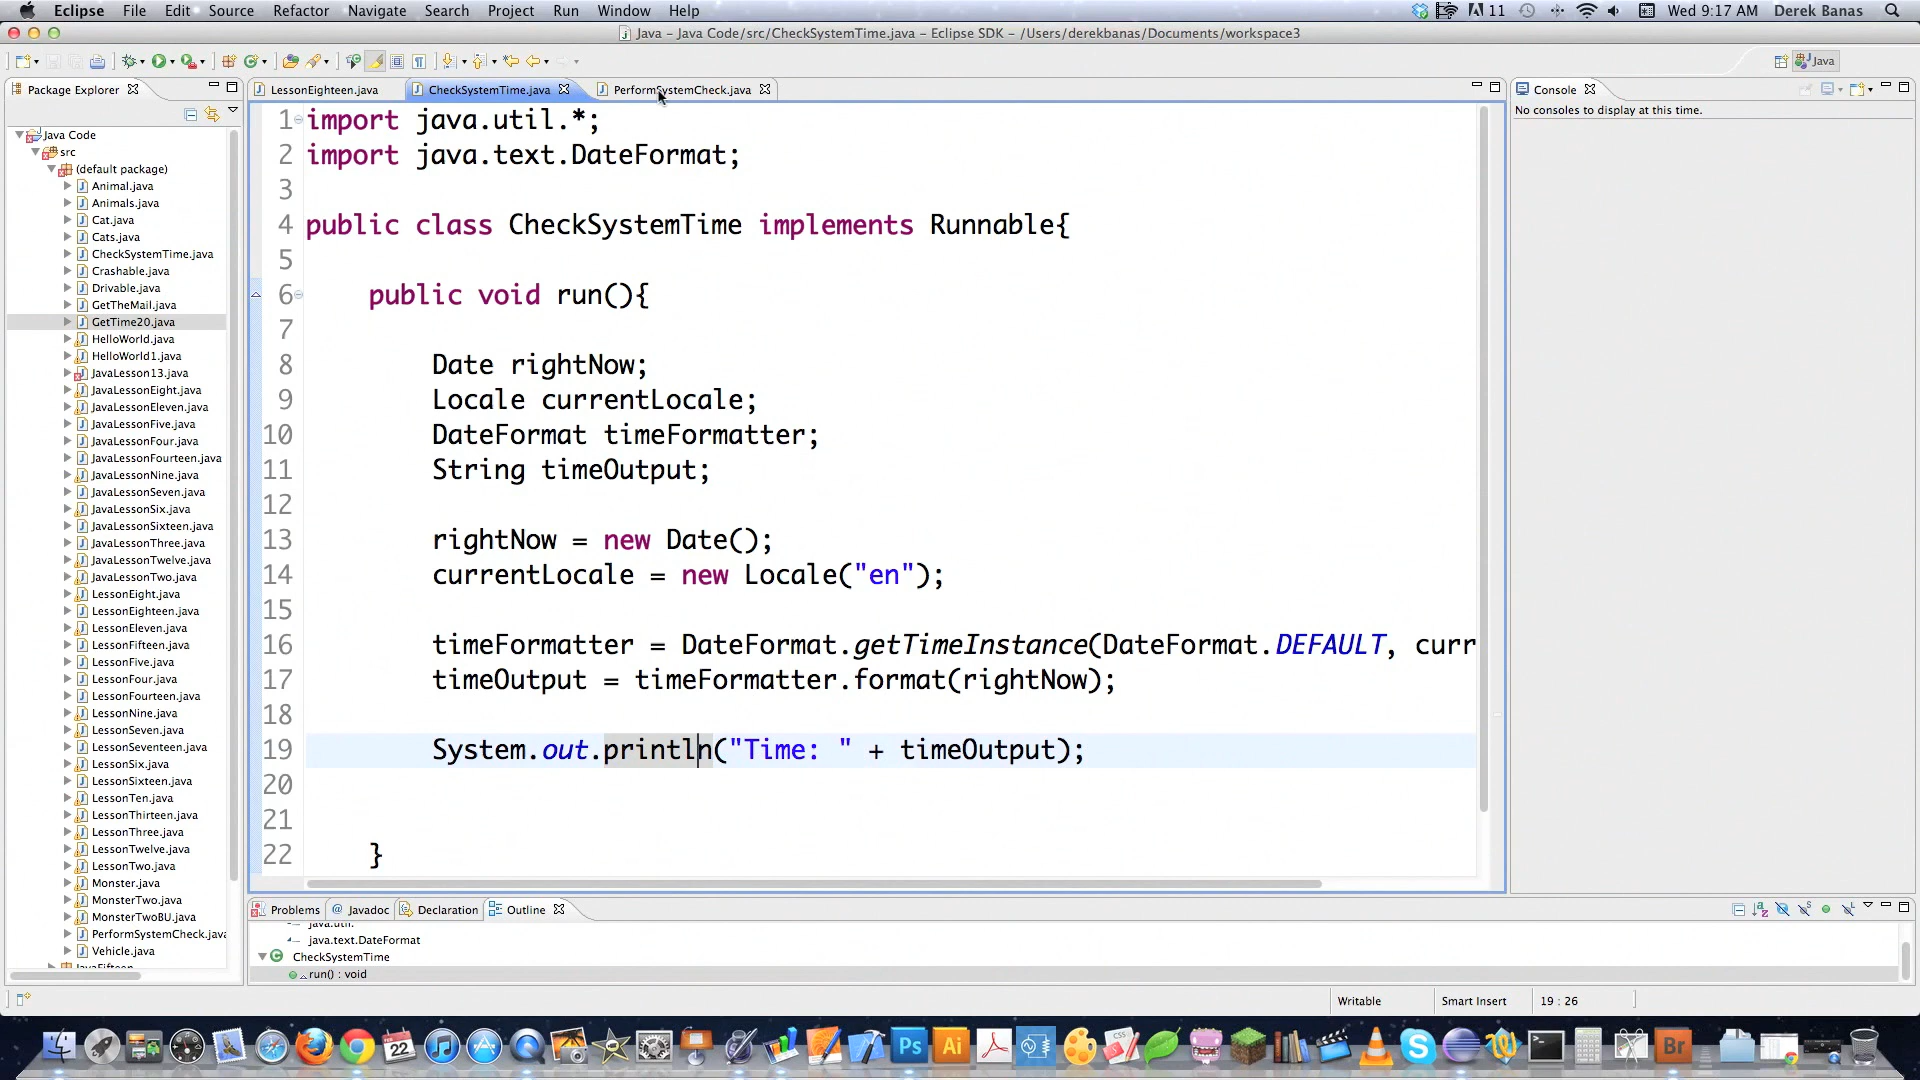 Eclipse File Edit Source Refactor Navigate Search Project Run Window Help
11 Wed 9:17 AM Derek Banas
Java – Java Code/src/CheckSystemTime.java – Eclipse SDK – /Users/derekbanas/Documents/workspace3
Java
Package Explorer
Java Code
src
(default package)
Animal.java
Animals.java
Cat.java
Cats.java
CheckSystemTime.java
Crashable.java
Drivable.java
GetTheMail.java
GetTime20.java
HelloWorld.java
HelloWorld1.java
JavaLesson13.java
JavaLessonEight.java
JavaLessonEleven.java
JavaLessonFive.java
JavaLessonFour.java
JavaLessonFourteen.java
JavaLessonNine.java
JavaLessonSeven.java
JavaLessonSix.java
JavaLessonSixteen.java
JavaLessonThree.java
JavaLessonTwelve.java
JavaLessonTwo.java
LessonEight.java
LessonEighteen.java
LessonEleven.java
LessonFifteen.java
LessonFive.java
LessonFour.java
LessonFourteen.java
LessonNine.java
LessonSeven.java
LessonSeventeen.java
LessonSix.java
LessonSixteen.java
LessonTen.java
LessonThirteen.java
LessonThree.java
LessonTwelve.java
LessonTwo.java
Monster.java
MonsterTwo.java
MonsterTwoBU.java
PerformSystemCheck.java
Vehicle.java
JavaFifteen
LessonEighteen.java CheckSystemTime.java PerformSystemCheck.java
1 import java.util.*;
2 import java.text.DateFormat;
3
4 public class CheckSystemTime implements Runnable{
5
6 public void run(){
7
8 Date rightNow;
9 Locale currentLocale;
10 DateFormat timeFormatter;
11 String timeOutput;
12
13 rightNow = new Date();
14 currentLocale = new Locale("en");
15
16 timeFormatter = DateFormat.getTimeInstance(DateFormat.DEFAULT, curr
17 timeOutput = timeFormatter.format(rightNow);
18
19 System.out.println("Time: " + timeOutput);
20
21
22 }
Console
No consoles to display at this time.
Problems @ Javadoc Declaration Outline
java.util.
java.text.DateFormat
CheckSystemTime
run() : void
Writable Smart Insert 19 : 26
22
Ps Ai
CSS
Br